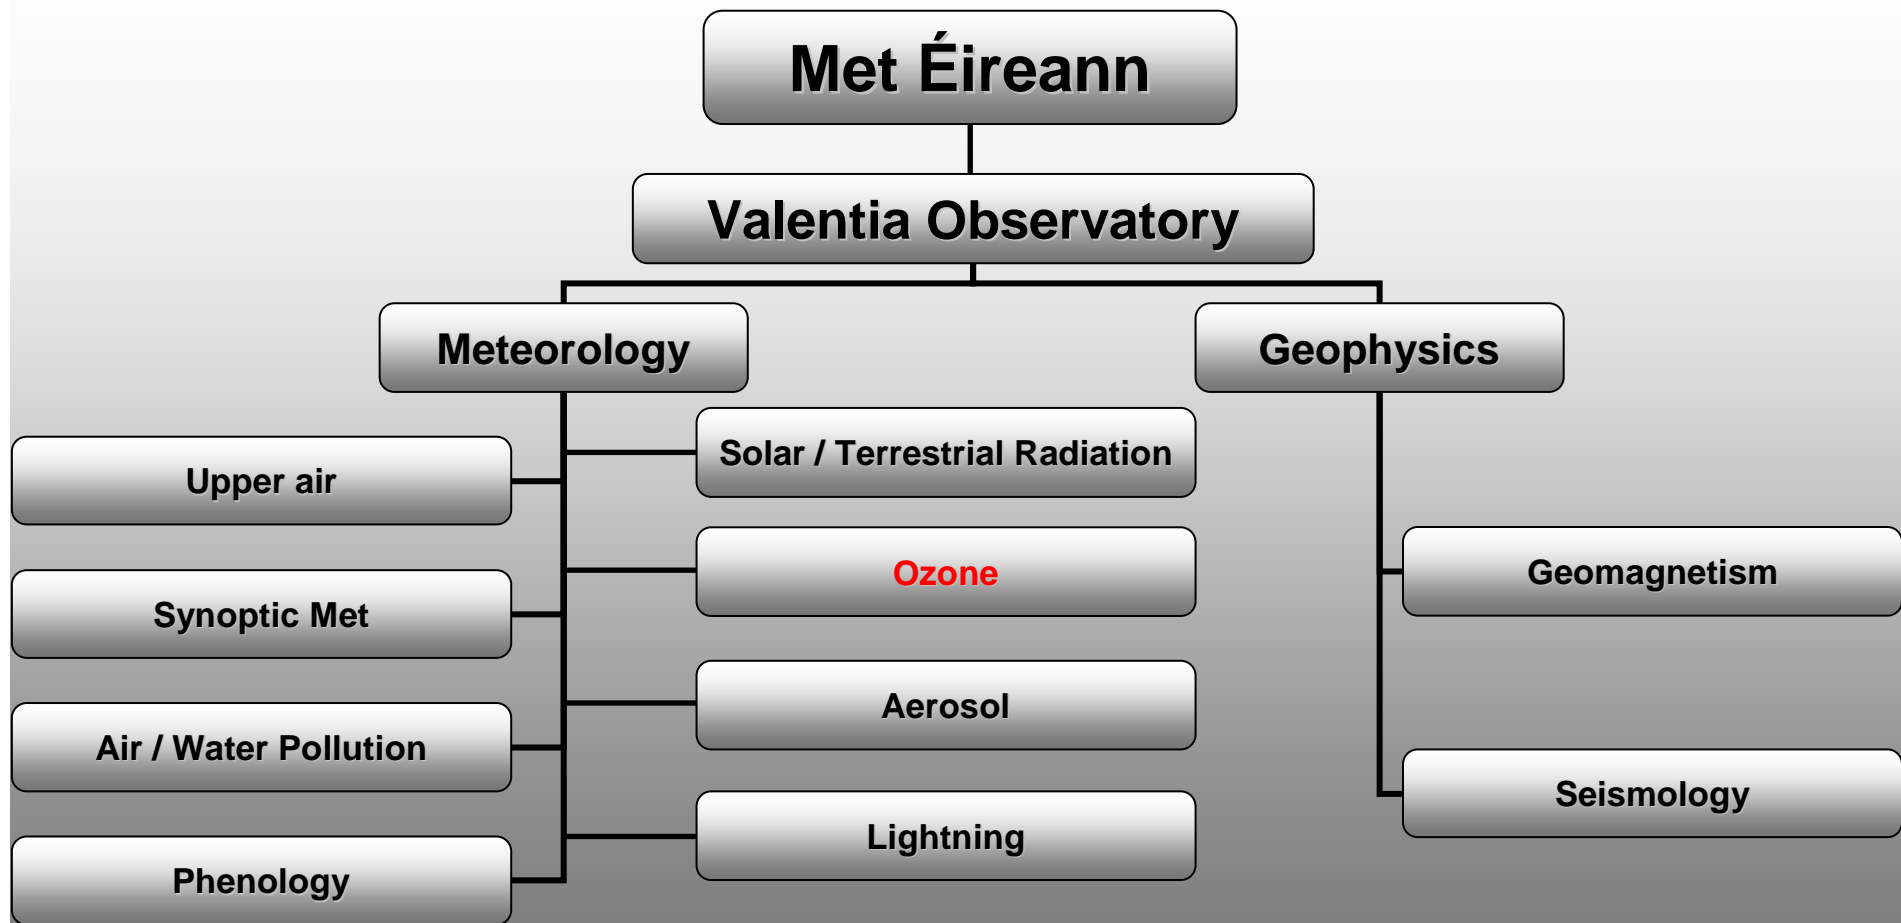 Met Éireann
Valentia Observatory
Meteorology
Geophysics
Upper air
Solar / Terrestrial Radiation
Synoptic Met
Ozone
Air / Water Pollution
Aerosol
Phenology
Lightning
Geomagnetism
Seismology